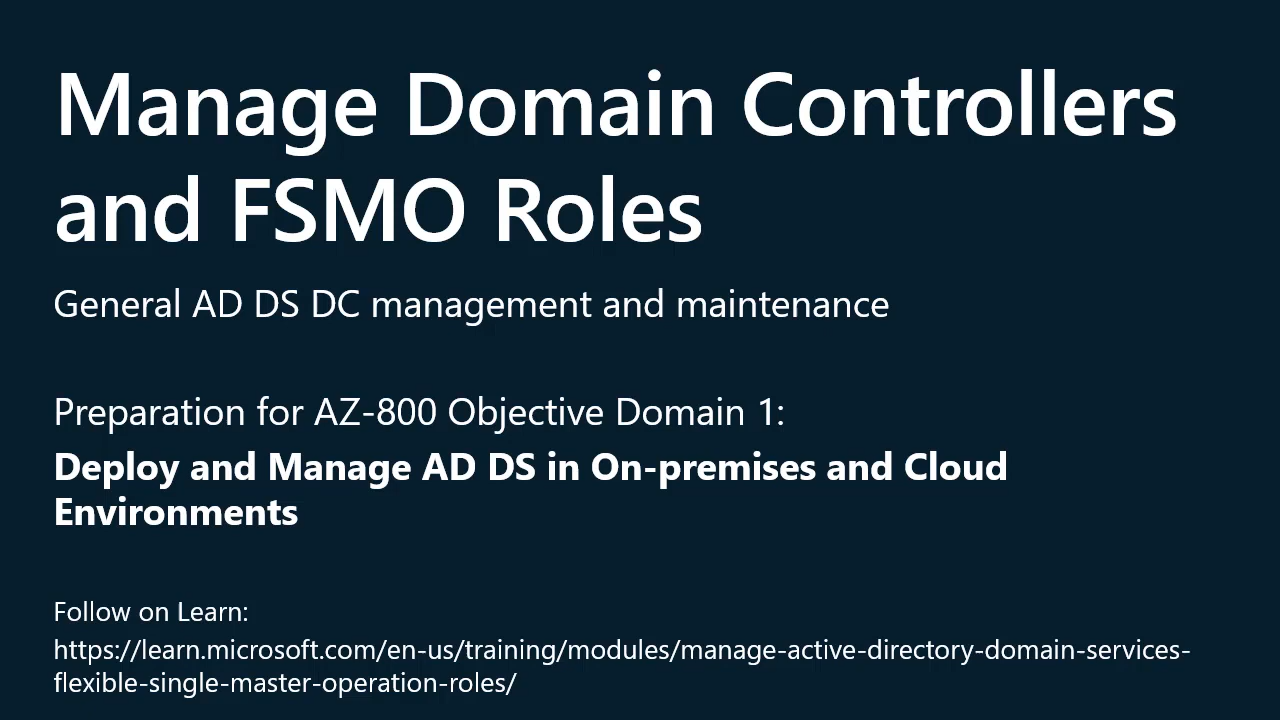 Manage Domain Controllers
and FSMO Roles
General AD DS DC management and maintenance
Preparation for AZ-800 Objective Domain 1:
Deploy and Manage AD DS in On-premises and Cloud
Environments
Follow on Learn:
https://learn.microsoft.com/en-us/training/modules/manage-active-directory-domain-services-
flexible-single-master-operation-roles/